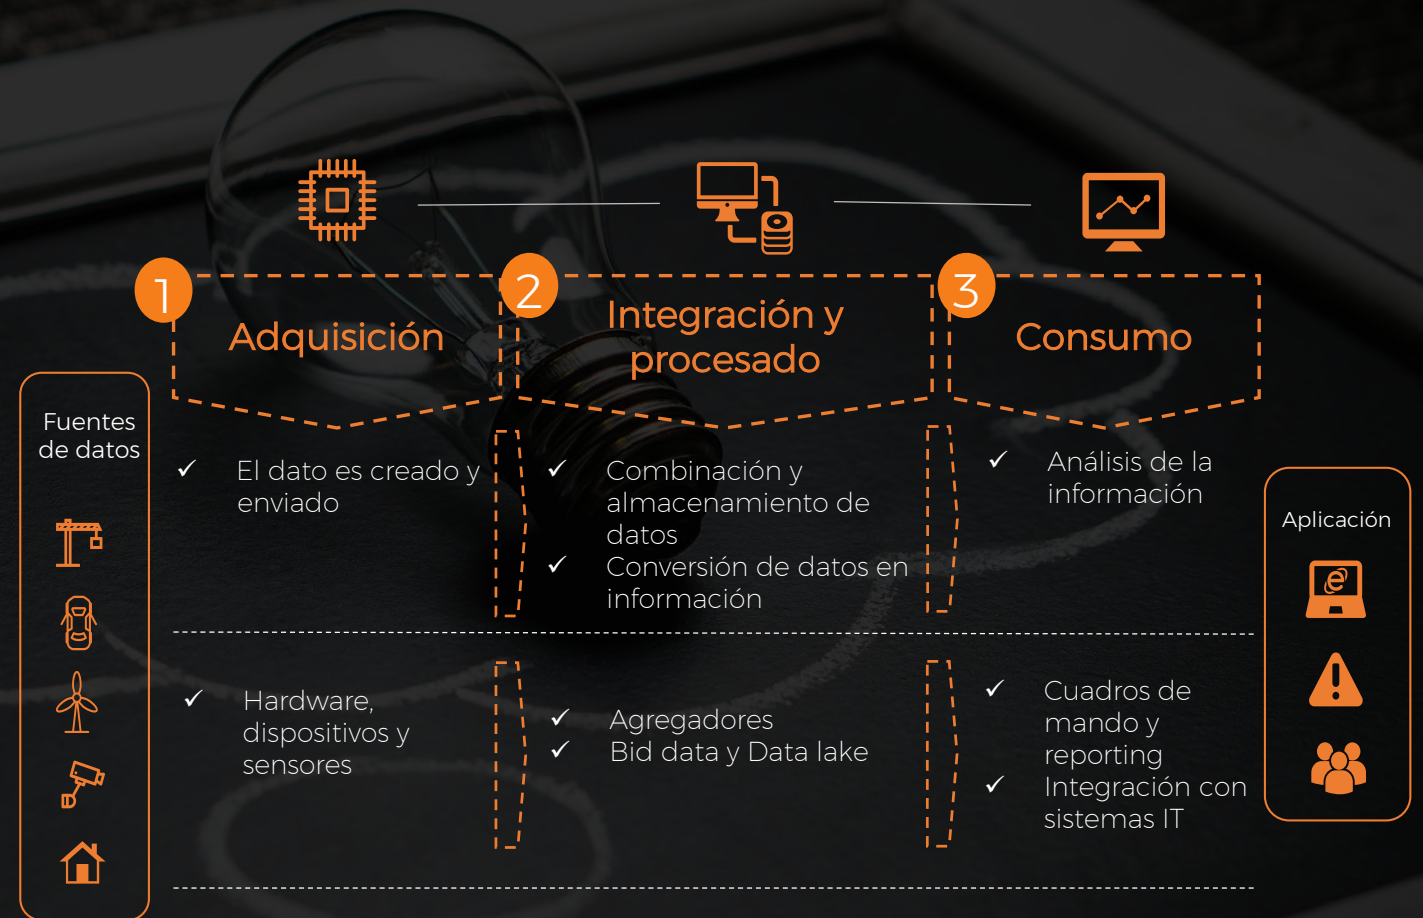 1
Adquisición
2
Integración y
procesado
3
Consumo
Fuentes
de datos
El dato es creado y
enviado
Combinación y
almacenamiento de
datos
Conversión de datos en
información
Análisis de la
información
Aplicación
Hardware,
dispositivos y
sensores
Agregadores
Bid data y Data lake
Cuadros de
mando y
reporting
Integración con
sistemas IT